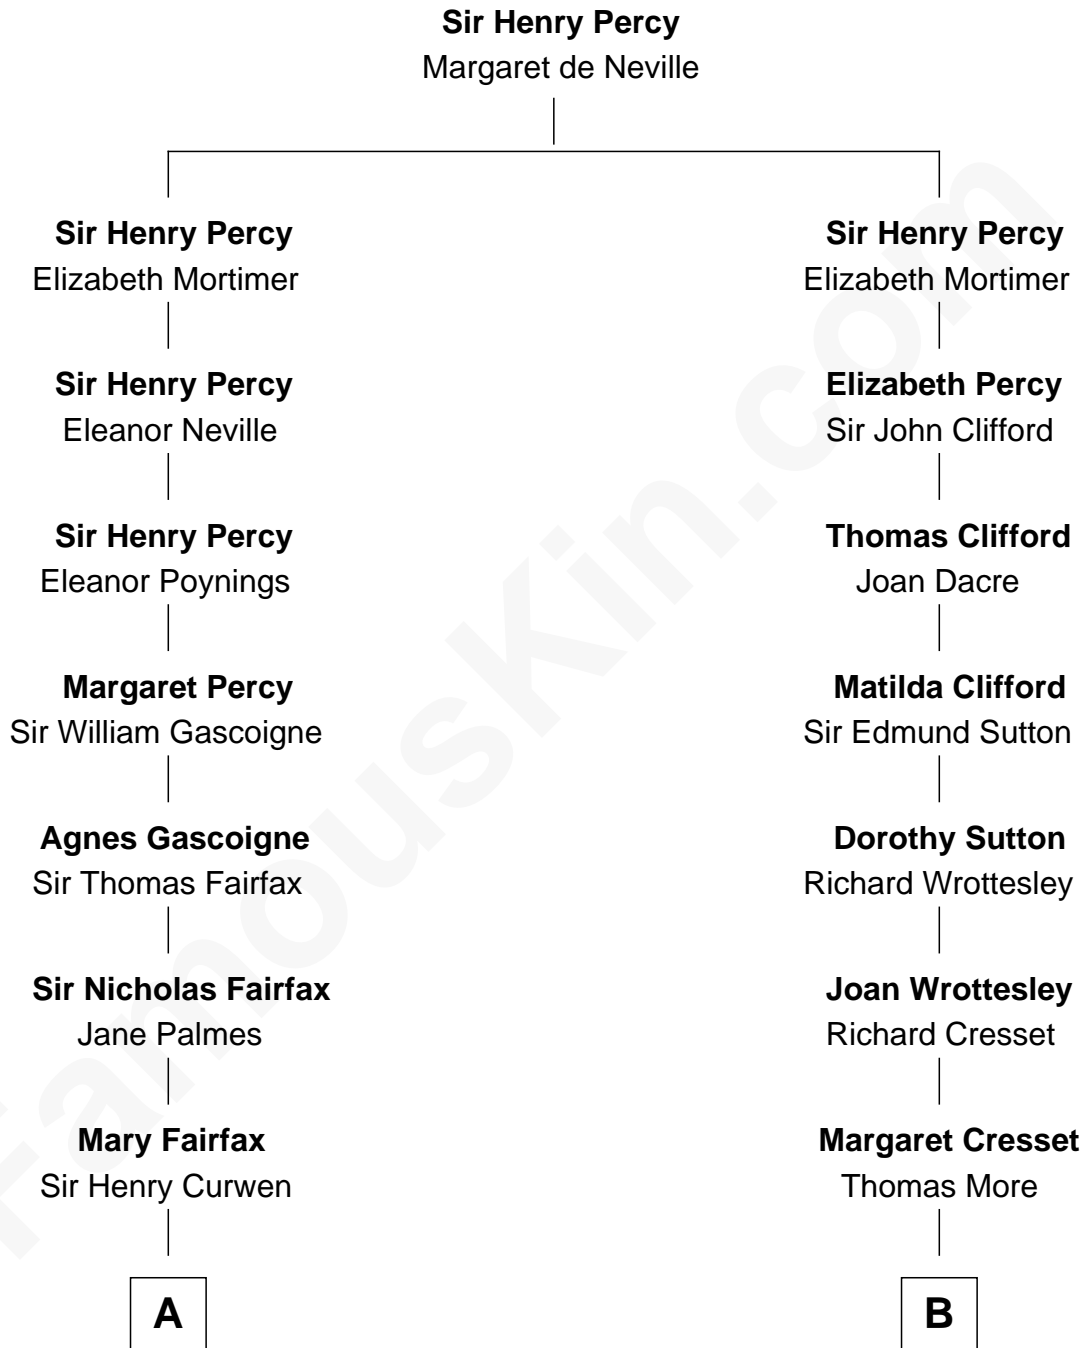 Sir Henry Percy
Margaret de Neville
Sir Henry Percy
Elizabeth Mortimer
Sir Henry Percy
Eleanor Neville
Sir Henry Percy
Eleanor Poynings
Margaret Percy
Sir William Gascoigne
Agnes Gascoigne
Sir Thomas Fairfax
Sir Nicholas Fairfax
Jane Palmes
Mary Fairfax
Sir Henry Curwen
A
Sir Henry Percy
Elizabeth Mortimer
Elizabeth Percy
Sir John Clifford
Thomas Clifford
Joan Dacre
Matilda Clifford
Sir Edmund Sutton
Dorothy Sutton
Richard Wrottesley
Joan Wrottesley
Richard Cresset
Margaret Cresset
Thomas More
B
FamousKin.com